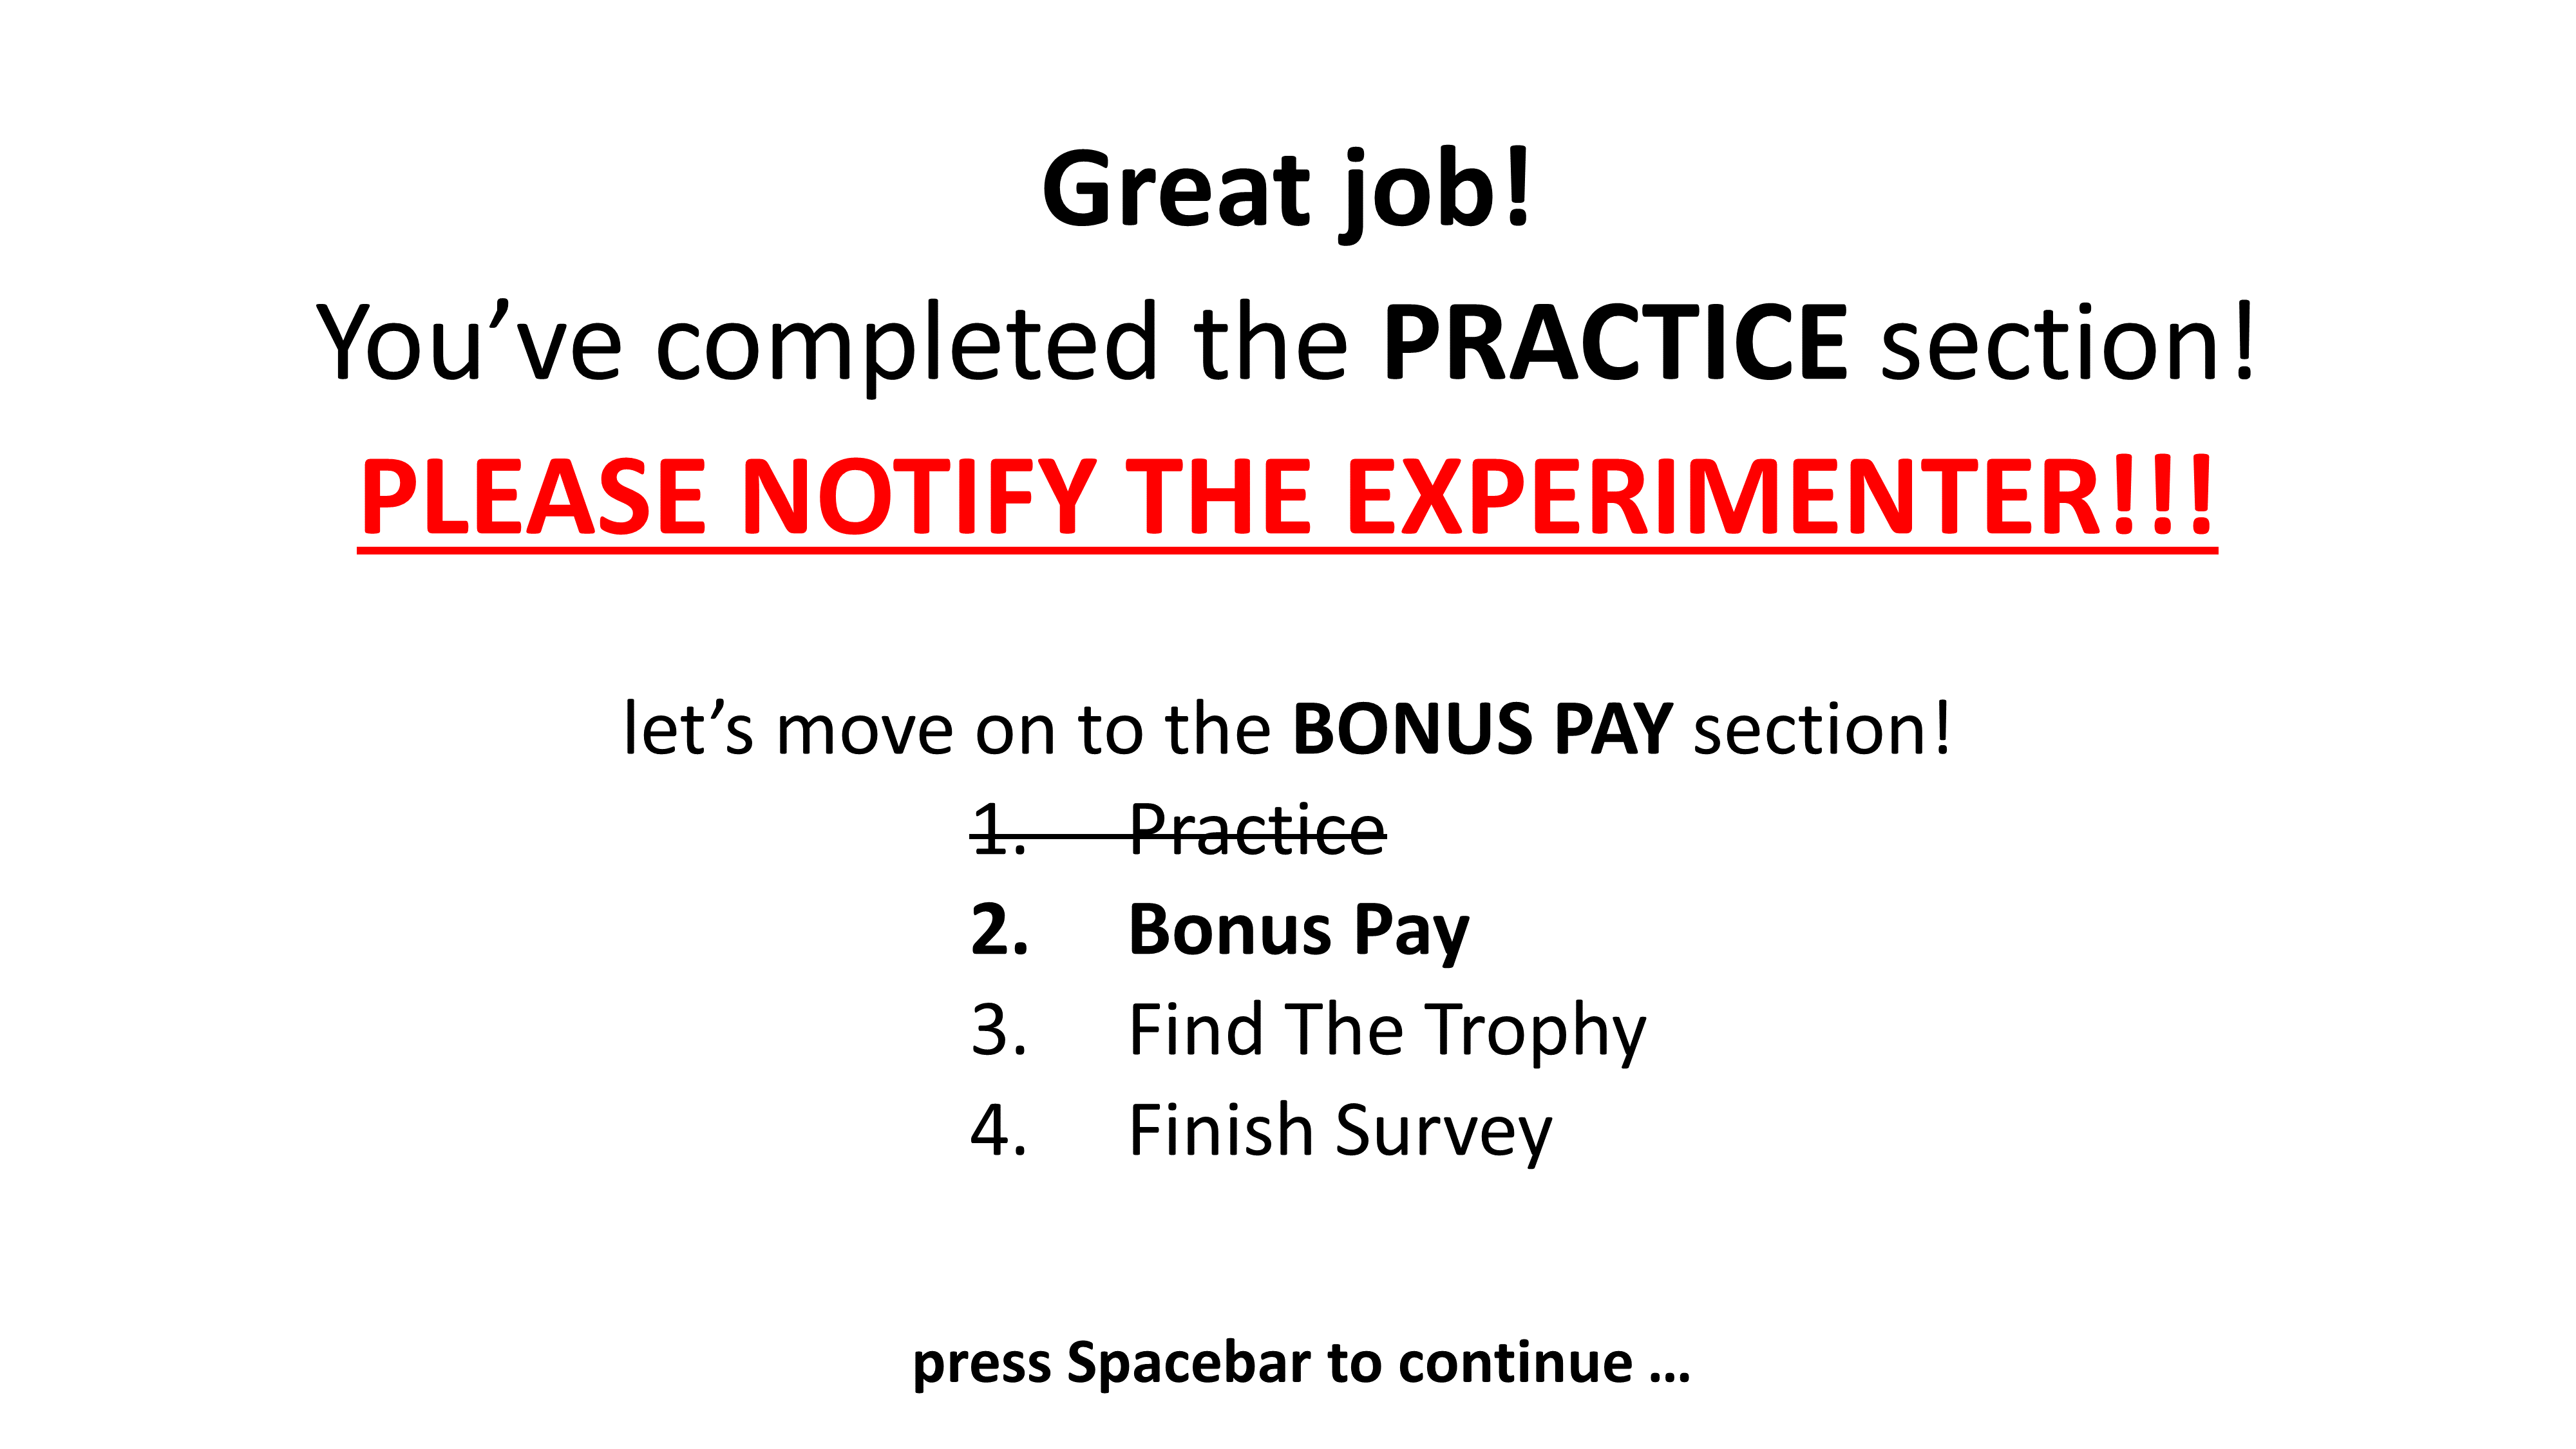 Great job!
You’ve completed the PRACTICE section!
PLEASE NOTIFY THE EXPERIMENTER!!!
let’s move on to the BONUS PAY section!
1. Practice
2. Bonus Pay
3. Find The Trophy
4. Finish Survey
press Spacebar to continue …